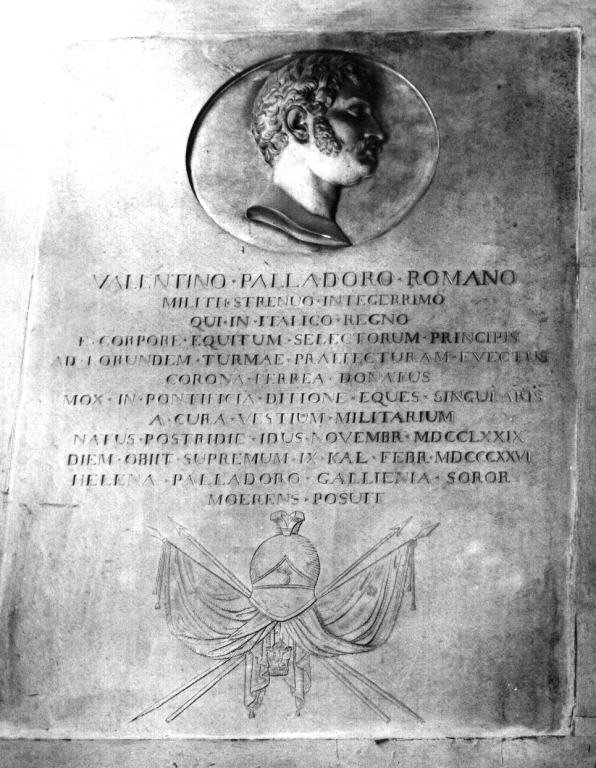 VALENTINO · PALLADORO · ROMANO
MILITI · STRENUO · INTEGERRIMO
QUI · IN · ITALICO · REGNO
E · CORPORE · EQUITUM · SELECTORUM · PRINCIPIS
AD · EORUNDEM · TURMAE · PRAEFECTURAM · EVECTUS
CORONA · FERREA · DONATUS
MOX · IN · PONTIFICIA · DITIONE · EQUES · SINGULARIS
A · CURA · VESTIUM · MILITARIUM
NATUS · POSTRIDIE · IDUS · NOVEMBR · MDCCLXXIX
DIEM · OBIIT · SUPREMUM · IX · KAL · FEBR · MDCCCXXVI
HELENA · PALLADORO · GALLIENIA · SOROR
MOERENS · POSUIT